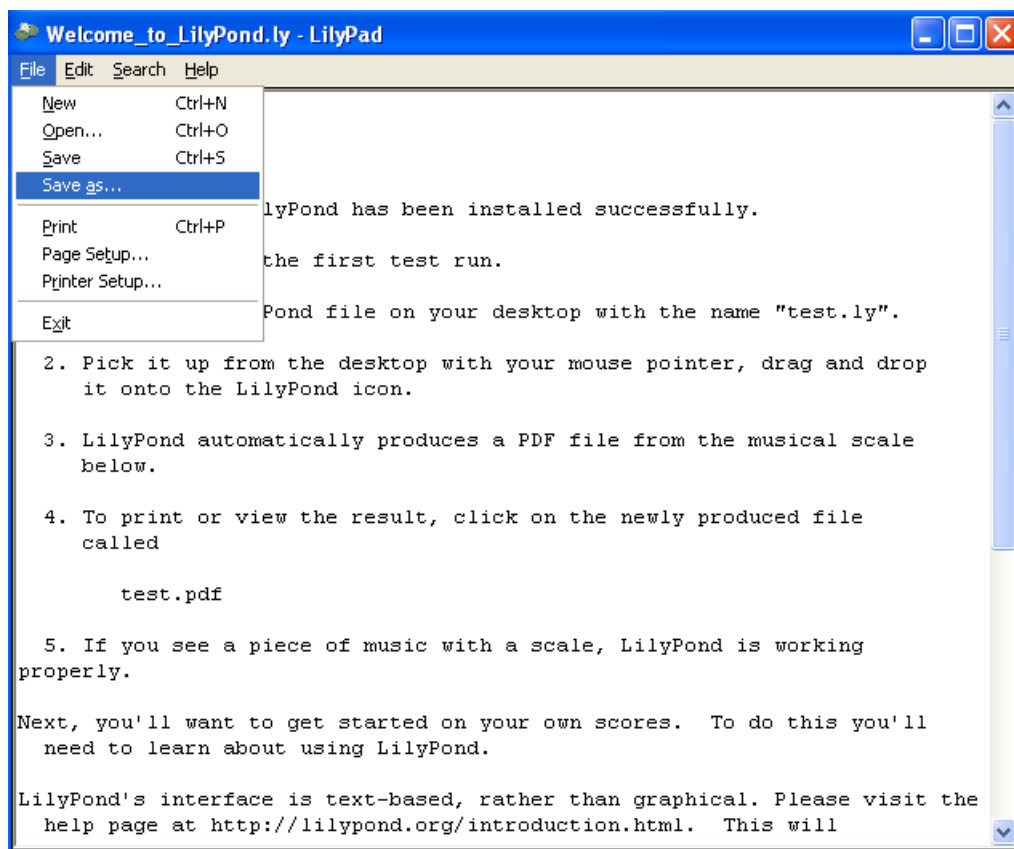 Welcome_to_LilyPond.ly - LilyPad
File Edit Search Help
New Ctrl+N
Open... Ctrl+O
Save Ctrl+S
Save as...
Print Ctrl+P
Page Setup...
Printer Setup...
Exit
lyPond has been installed successfully.
the first test run.
Pond file on your desktop with the name "test.ly".
2. Pick it up from the desktop with your mouse pointer, drag and drop
it onto the LilyPond icon.
3. LilyPond automatically produces a PDF file from the musical scale
below.
4. To print or view the result, click on the newly produced file
called
test.pdf
5. If you see a piece of music with a scale, LilyPond is working
properly.
Next, you'll want to get started on your own scores.  To do this you'll
need to learn about using LilyPond.
LilyPond's interface is text-based, rather than graphical. Please visit the
help page at http://lilypond.org/introduction.html.  This will